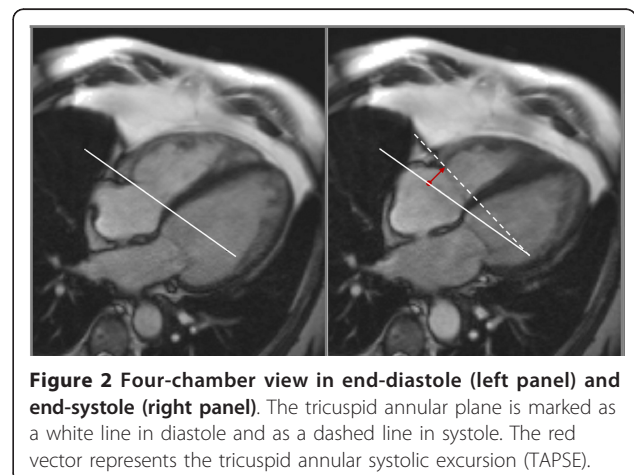 Figure 2 Four-chamber view in end-diastole (left panel) and
end-systole (right panel). The tricuspid annular plane is marked as
a white line in diastole and as a dashed line in systole. The red
vector represents the tricuspid annular systolic excursion (TAPSE).